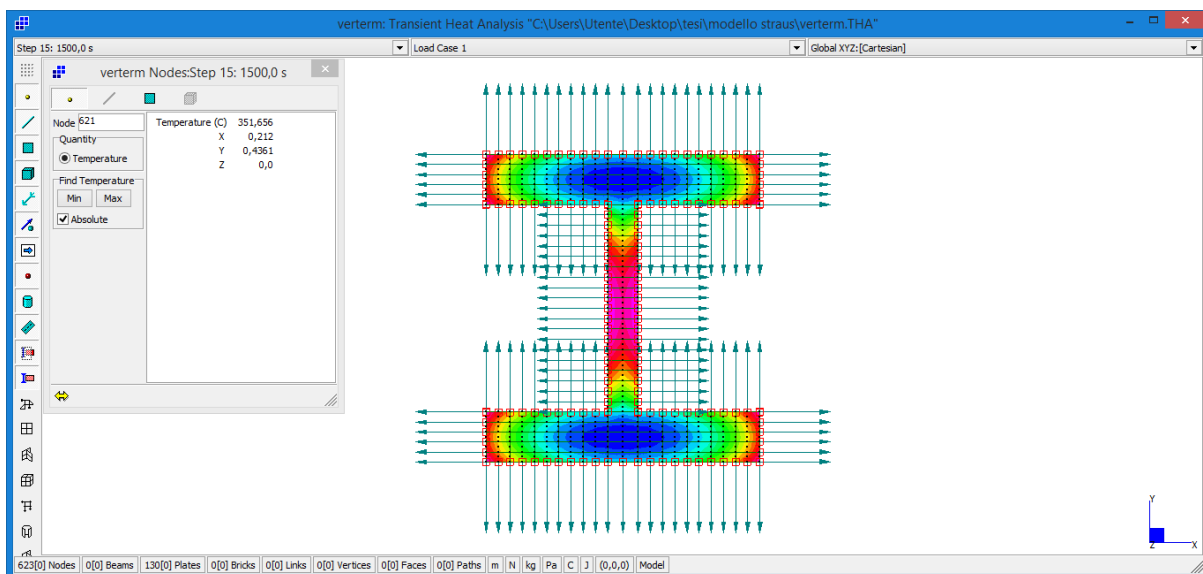 verterm: Transient Heat Analysis "C:\Users\Utente\Desktop\tesi\modello straus\verterm.THA"
Step 15: 1500,0 s
Load Case 1
Global XYZ:[Cartesian]
verterm Nodes:Step 15: 1500,0 s
Node 621
Quantity
Temperature
Find Temperature
Min Max
Absolute
Temperature (C) 351,656
X 0,212
Y 0,4361
Z 0,0
Y
Z X
623[0] Nodes 0[0] Beams 130[0] Plates 0[0] Bricks 0[0] Links 0[0] Vertices 0[0] Faces 0[0] Paths m N kg Pa C J (0,0,0) Model